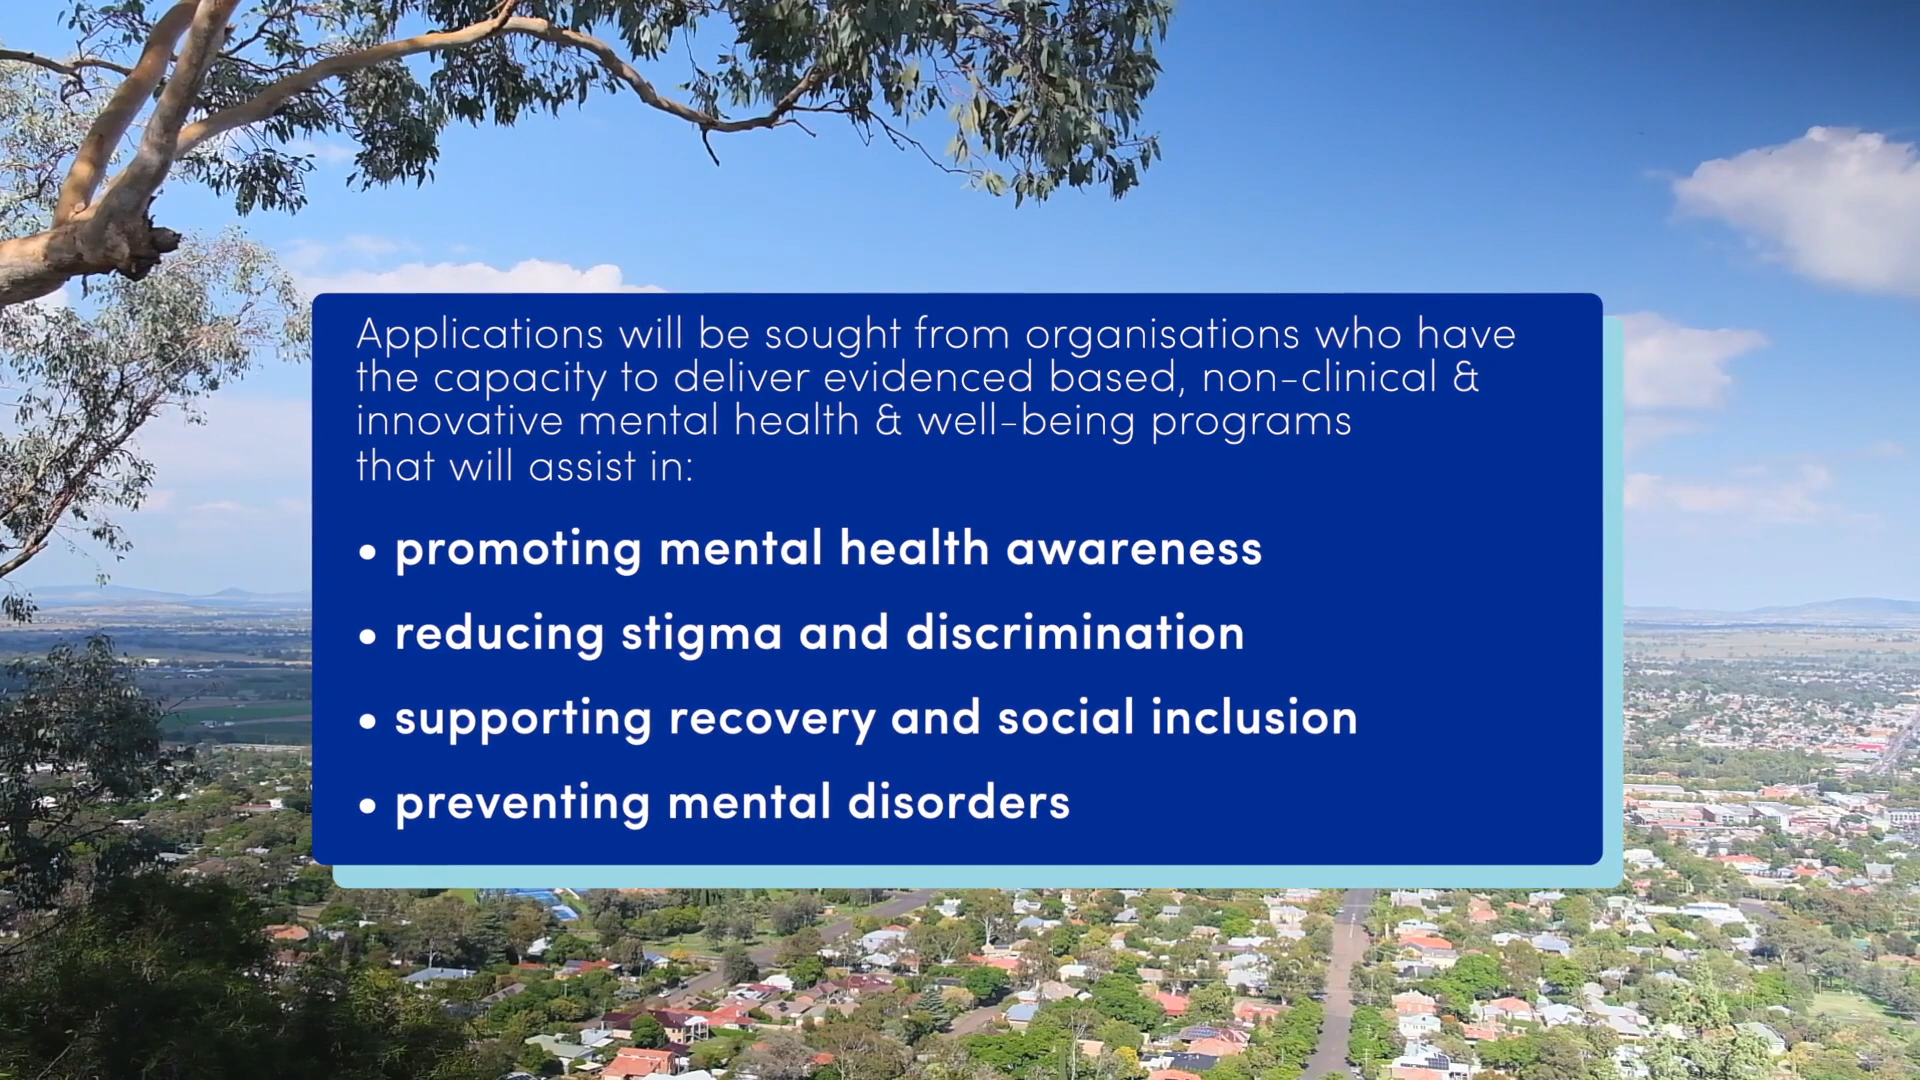 Applications will be sought from organisations who have
the capacity to deliver evidenced based, non-clinical &
innovative mental health & well-being programs
that will assist in:
• promoting mental health awareness
• reducing stigma and discrimination
• supporting recovery and social inclusion
• preventing mental disorders